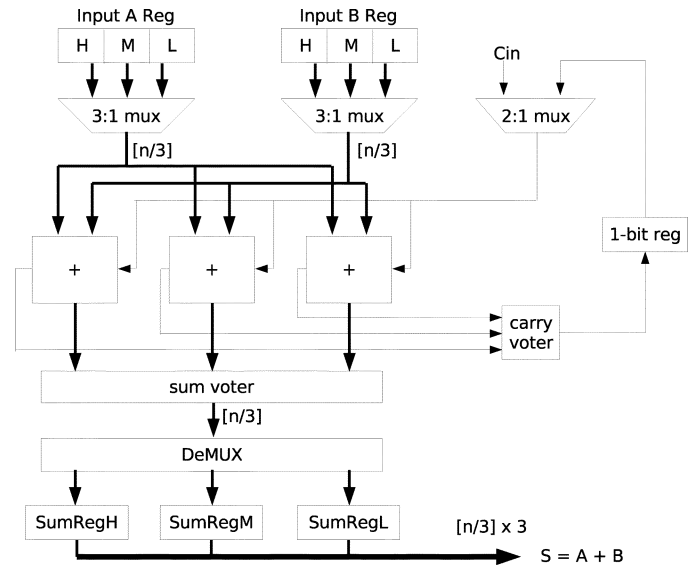 Input A Reg
Input B Reg
H M L
H M L
Cin
3:1 mux
3:1 mux
2:1 mux
[n/3]
[n/3]
1-bit reg
+
+
+
carry
voter
sum voter
[n/3]
DeMUX
SumRegH
SumRegM
SumRegL
[n/3] x 3
S = A + B